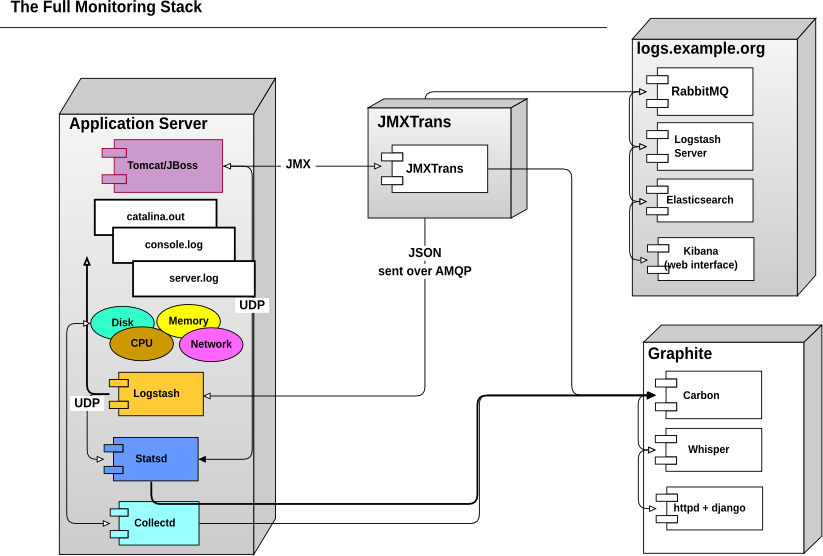 The Full Monitoring Stack
logs.example.org
RabbitMQ
Logstash
Server
Elasticsearch
Kibana
(web interface)
Application Server
Tomcat/JBoss
catalina.out
console.log
server.log
UDP
Disk
Memory
CPU
Network
Logstash
UDP
Statsd
Collectd
JMX
JMXTrans
JMXTrans
JSON
sent over AMQP
Graphite
Carbon
Whisper
httpd + django